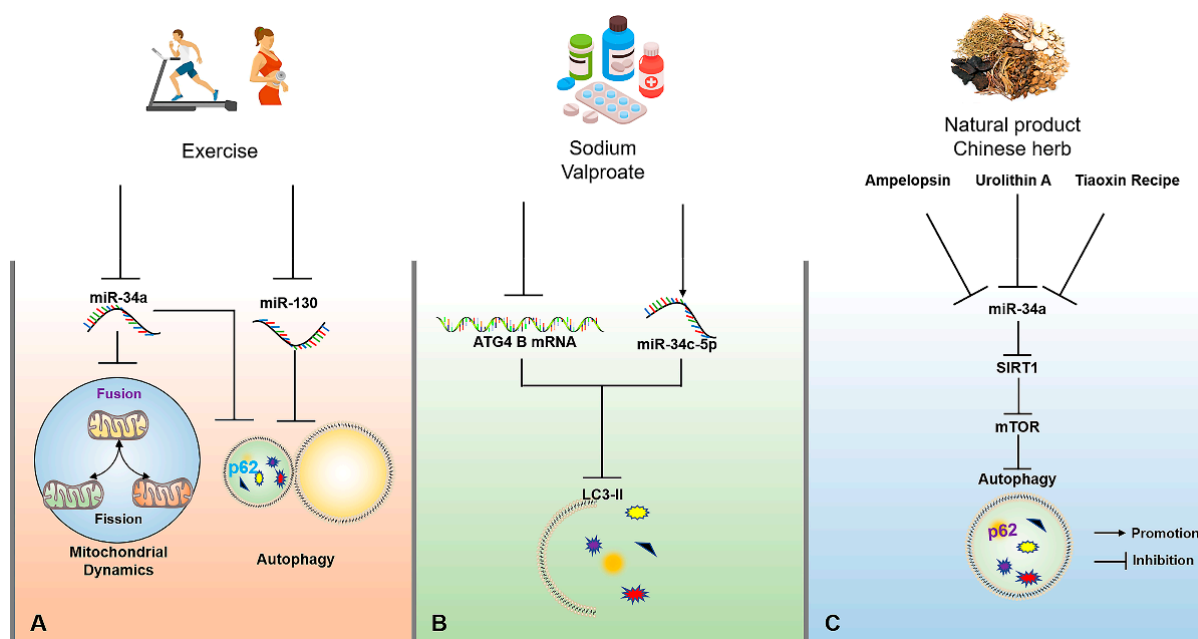 Exercise
miR-34a
miR-130
Fusion
Fission
Mitochondrial
Dynamics
p62
Autophagy
A
Sodium
Valproate
ATG4 B mRNA
miR-34c-5p
LC3-II
B
Natural product
Chinese herb
Ampelopsin
Urolithin A
Tiaoxin Recipe
miR-34a
SIRT1
mTOR
Autophagy
p62
Promotion
Inhibition
C